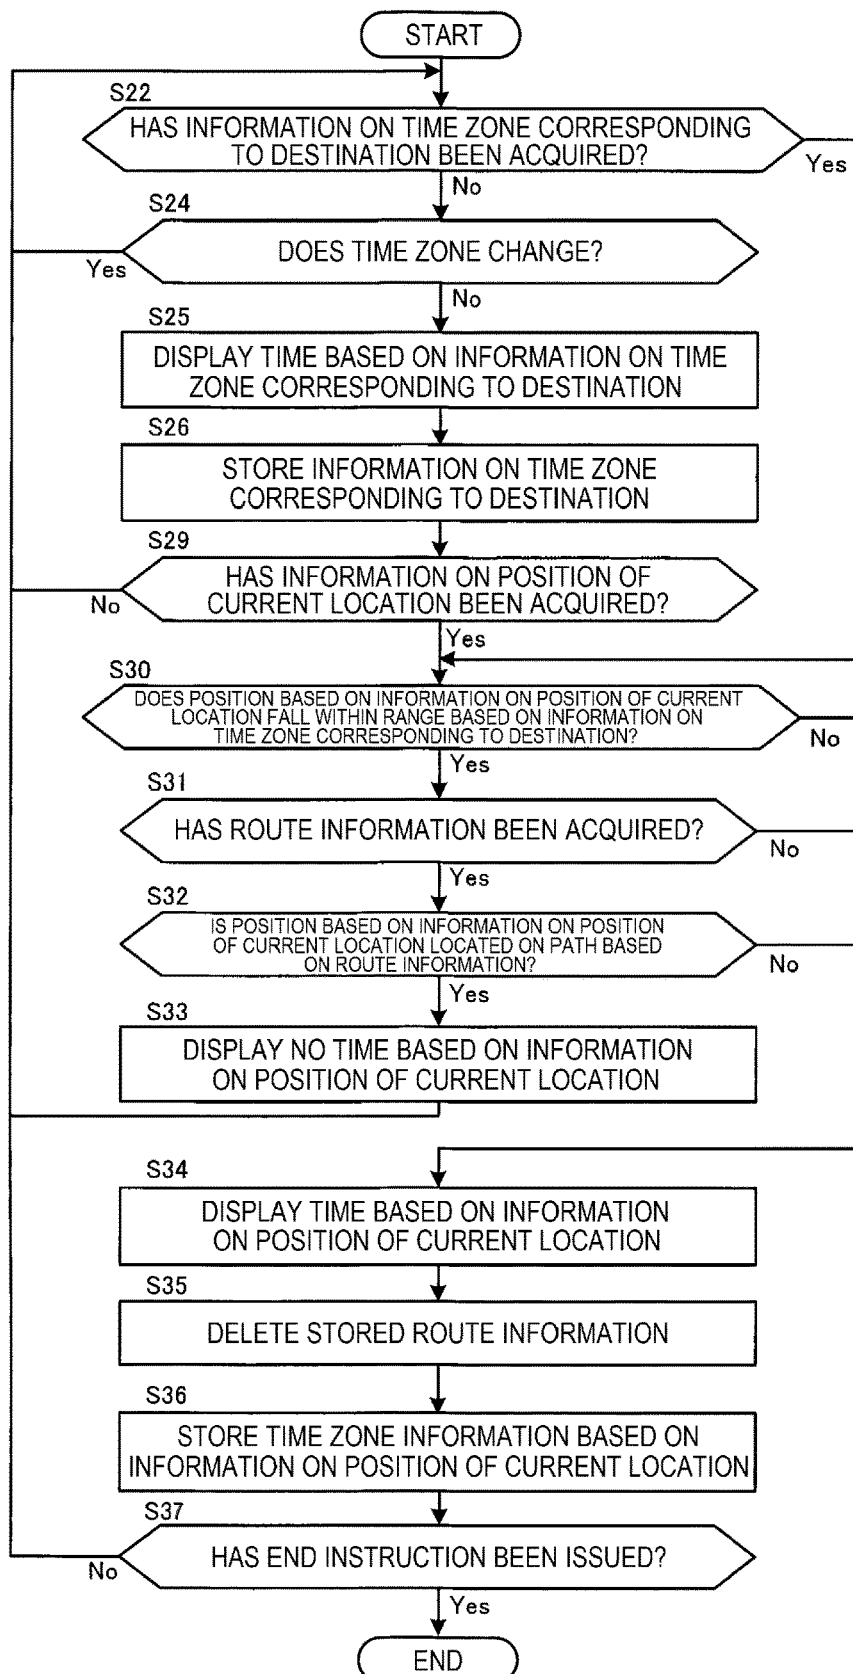 START
S22
HAS INFORMATION ON TIME ZONE CORRESPONDING
TO DESTINATION BEEN ACQUIRED?
Yes
No
S24
DOES TIME ZONE CHANGE?
Yes
No
S25
DISPLAY TIME BASED ON INFORMATION ON TIME
ZONE CORRESPONDING TO DESTINATION
S26
STORE INFORMATION ON TIME ZONE
CORRESPONDING TO DESTINATION
S29
HAS INFORMATION ON POSITION OF
CURRENT LOCATION BEEN ACQUIRED?
No
Yes
S30
DOES POSITION BASED ON INFORMATION ON POSITION OF CURRENT
LOCATION FALL WITHIN RANGE BASED ON INFORMATION ON
TIME ZONE CORRESPONDING TO DESTINATION?
No
Yes
S31
HAS ROUTE INFORMATION BEEN ACQUIRED?
No
Yes
S32
IS POSITION BASED ON INFORMATION ON POSITION
OF CURRENT LOCATION LOCATED ON PATH BASED
ON ROUTE INFORMATION?
No
Yes
S33
DISPLAY NO TIME BASED ON INFORMATION
ON POSITION OF CURRENT LOCATION
S34
DISPLAY TIME BASED ON INFORMATION
ON POSITION OF CURRENT LOCATION
S35
DELETE STORED ROUTE INFORMATION
S36
STORE TIME ZONE INFORMATION BASED ON
INFORMATION ON POSITION OF CURRENT LOCATION
S37
HAS END INSTRUCTION BEEN ISSUED?
No
Yes
END